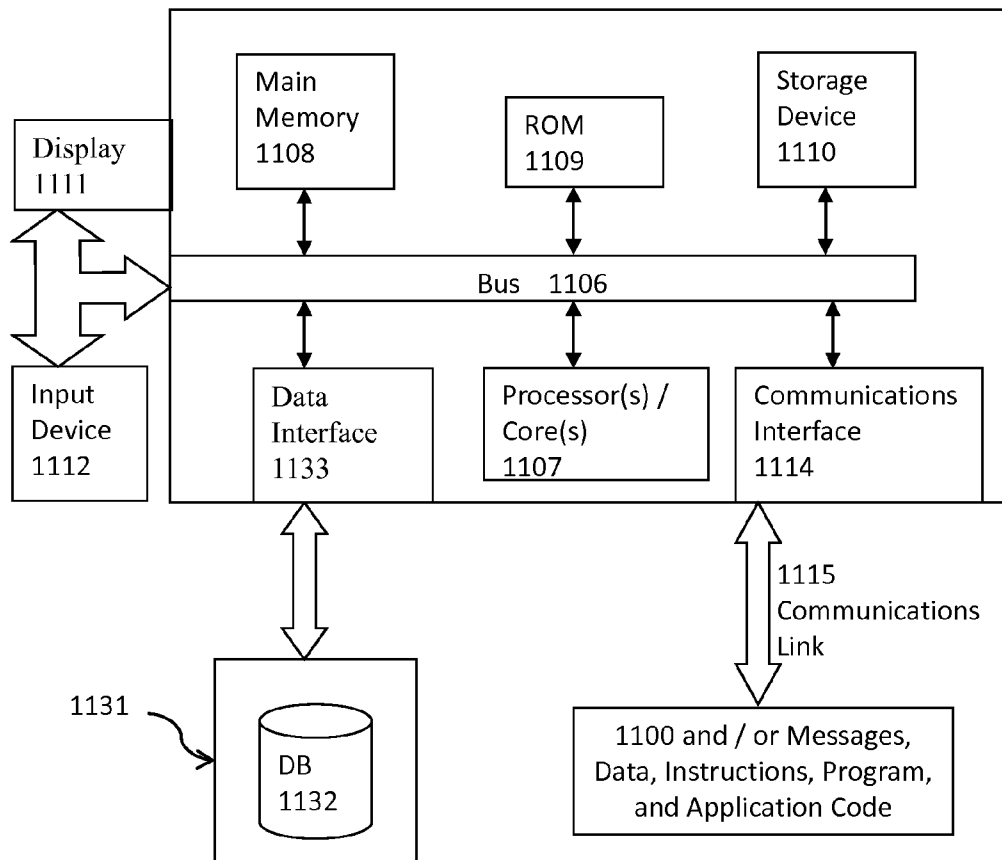 Main
Memory
1108
ROM
1109
Storage
Device
1110
Display
1111
Bus 1106
Input
Device
1112
Data
Interface
1133
Processor(s) /
Core(s)
1107
Communications
Interface
1114
1115
Communications
Link
1131
DB
1132
1100 and / or Messages,
Data, Instructions, Program,
and Application Code